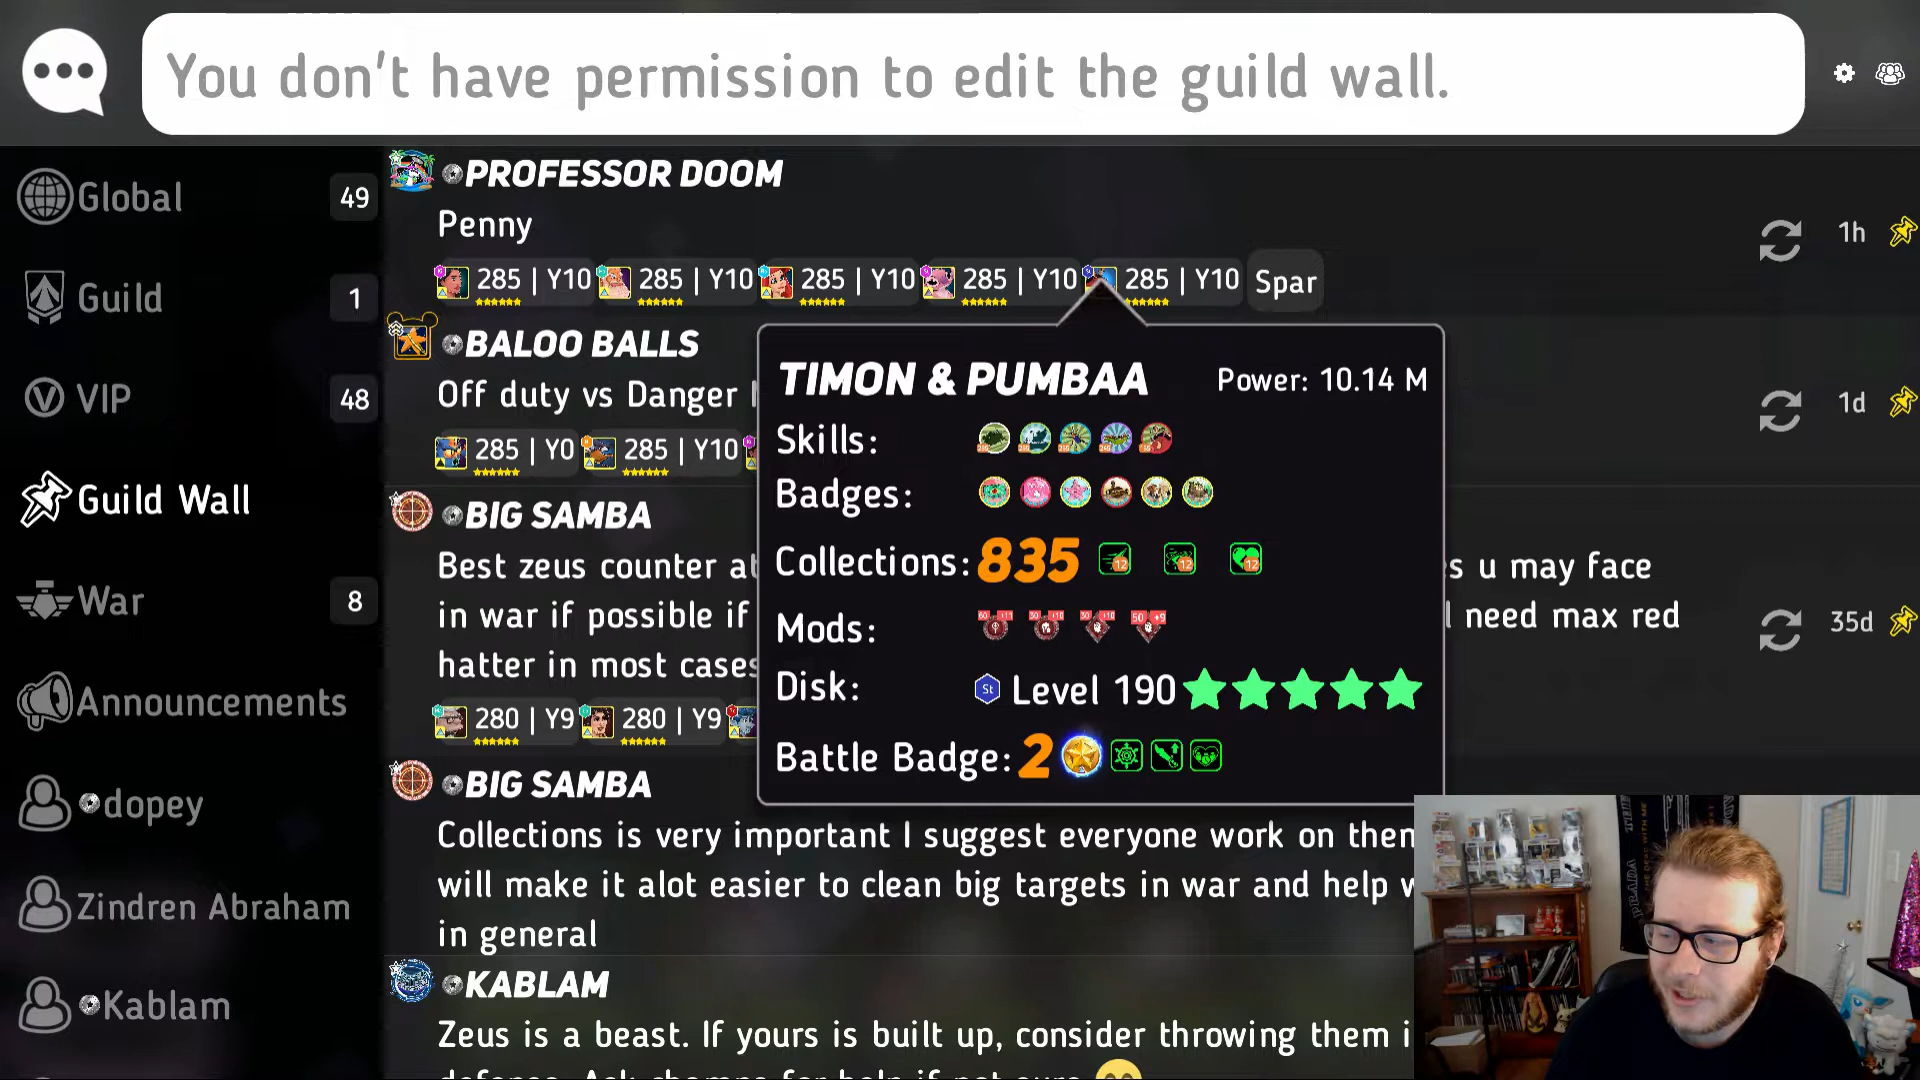 You don't have permission to edit the guild wall.
Global 49
Guild 1
VIP 48
Guild Wall
War 8
Announcements
dopey
Zindren Abraham
Kablam
PROFESSOR DOOM
Penny
285 | Y10 285 | Y10 285 | Y10 285 | Y10 285 | Y10 Spar
1h
BALOO BALLS
Off duty vs Danger
285 | Y0 285 | Y10
1d
BIG SAMBA
Best zeus counter at s u may face
in war if possible if need max red
hatter in most cases
280 | Y9 280 | Y9
35d
TIMON & PUMBAA Power: 10.14 M
Skills:
Badges:
Collections: 835 12 12 12
Mods:
Disk: St Level 190
Battle Badge: 2
BIG SAMBA
Collections is very important I suggest everyone work on
will make it alot easier to clean big targets in war and help
in general
KABLAM
Zeus is a beast. If yours is built up, consider throwing them